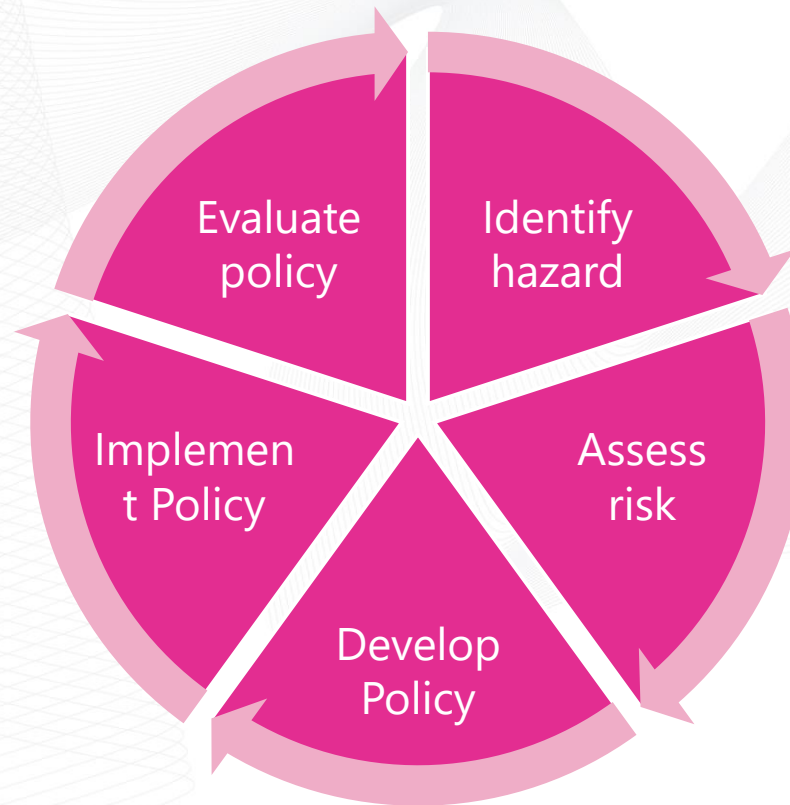 Identify
hazard
Assess
risk
Develop
Policy
Implemen
t Policy
Evaluate
policy